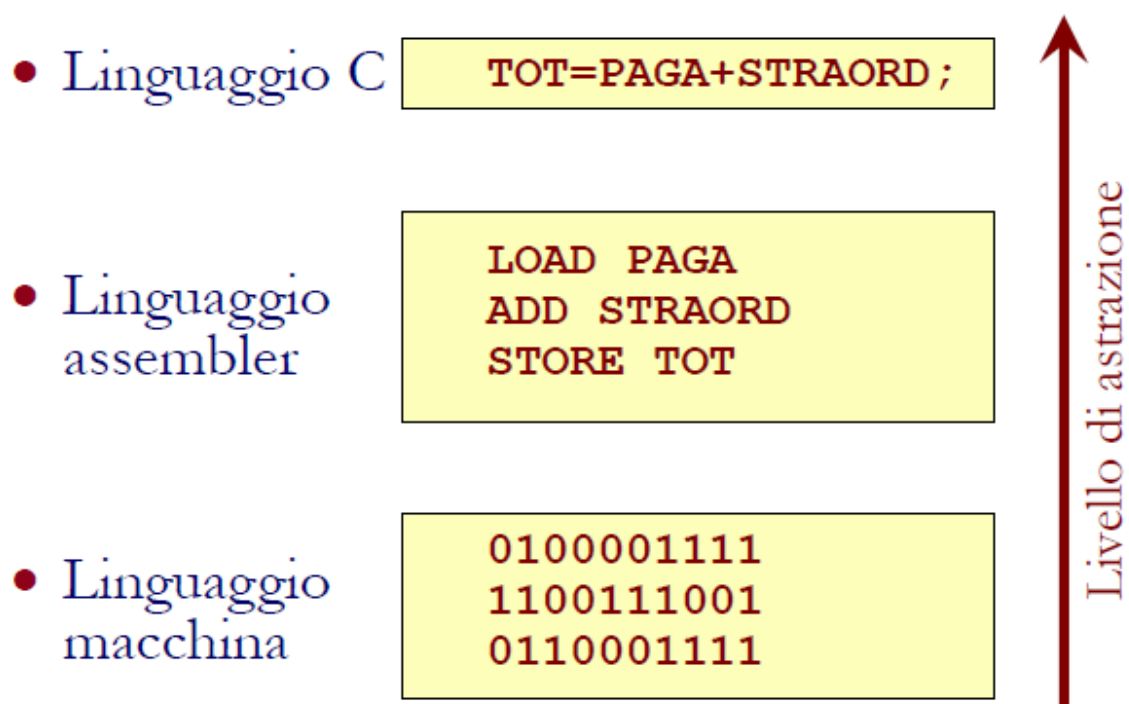 • Linguaggio C
TOT=PAGA+STRAORD;
• Linguaggio
assembler
LOAD PAGA
ADD STRAORD
STORE TOT
• Linguaggio
macchina
0100001111
1100111001
0110001111
Livello di astrazione